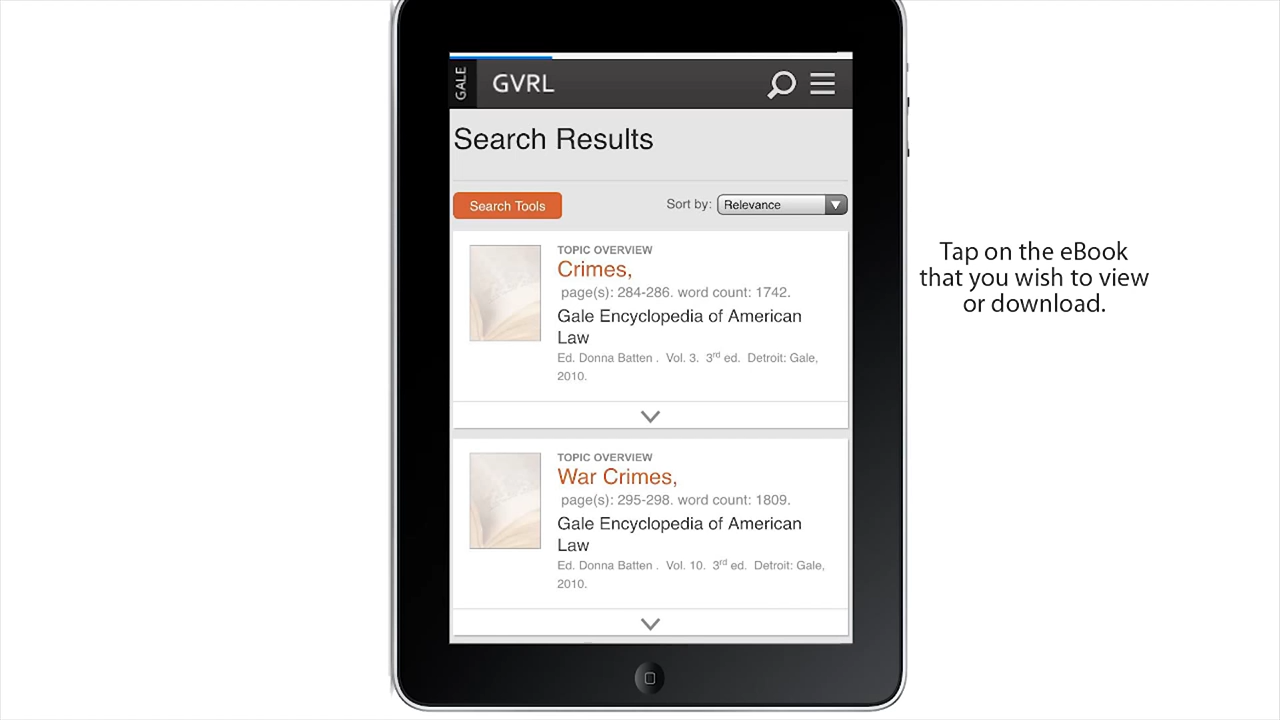 GALE
GVRL
Search Results
Search Tools
Sort by: Relevance
TOPIC OVERVIEW
Crimes,
page(s): 284-286. word count: 1742.
Gale Encyclopedia of American
Law
Ed. Donna Batten . Vol. 3. 3rd ed. Detroit: Gale,
2010.
TOPIC OVERVIEW
War Crimes,
page(s): 295-298. word count: 1809.
Gale Encyclopedia of American
Law
Ed. Donna Batten . Vol. 10. 3rd ed. Detroit: Gale,
2010.
Tap on the eBook
that you wish to view
or download.